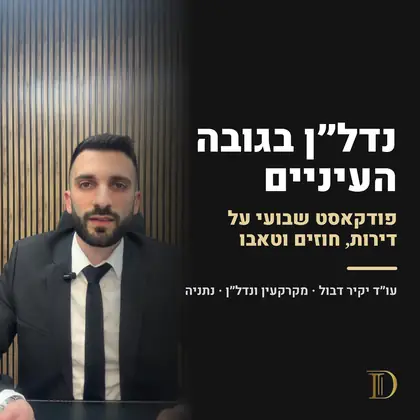 נדל״ן בגובה
העיניים
פודקאסט שבועי על
דירות, חוזים וטאבו
עו״ד יקיר דבול · מקרקעין ונדל״ן · נתניה